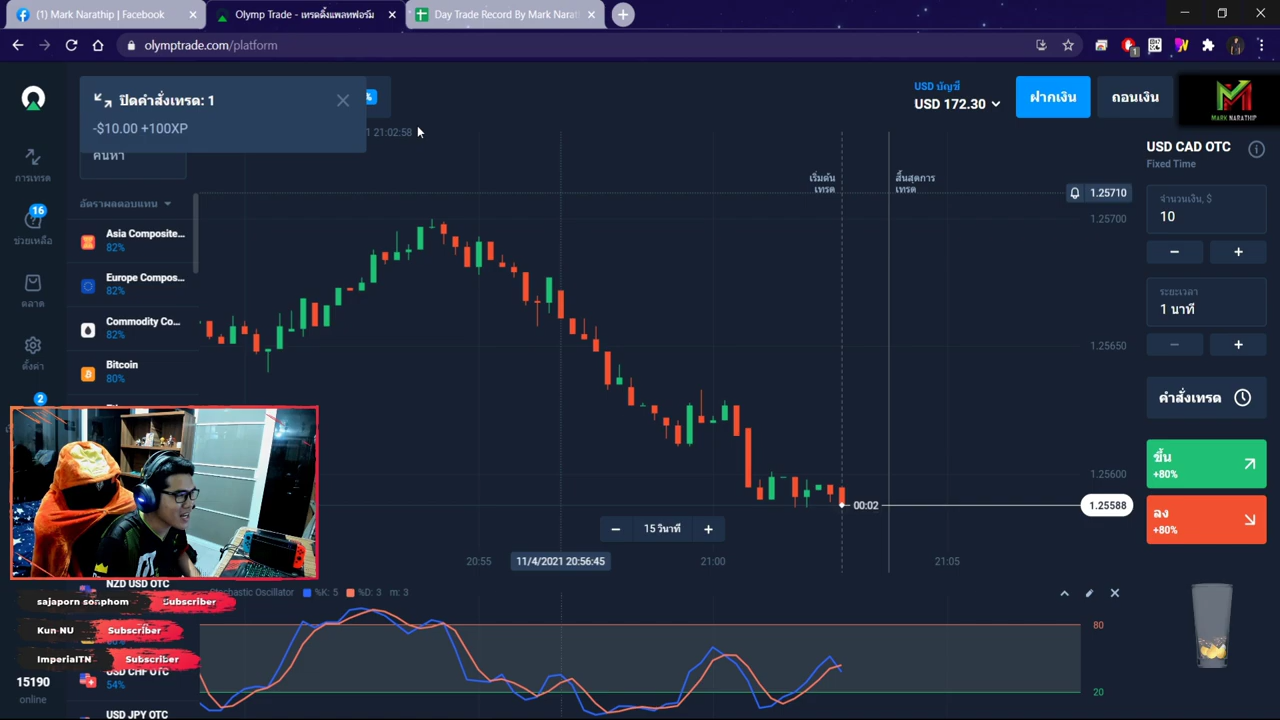 (1) Mark Narathip | Facebook
Olymp Trade - เทรดดิ้งแพลทฟอร์ม
Day Trade Record By Mark Narat
olymptrade.com/platform
1
ปิดคำสั่งเทรด: 1
-$10.00 +100XP
1 21:02:58
ค้นหา
อัตราผลตอบแทน
Asia Composite...
82%
Europe Compos...
82%
Commodity Co...
82%
Bitcoin
80%
การเทรด
16
ช่วยเหลือ
ตลาด
ตั้งค่า
2
USD บัญชี
USD 172.30
ฝากเงิน
ถอนเงิน
MARK NARATHIP
USD CAD OTC
Fixed Time
จำนวนเงิน, $
10
ระยะเวลา
1 นาที
คำสั่งเทรด
ขึ้น
+80%
ลง
+80%
เริ่มต้น
เทรด
สิ้นสุดการ
เทรด
1.25710
1.25700
1.25650
1.25600
1.25588
00:02
15 วินาที
20:55
11/4/2021 20:56:45
21:00
21:05
NZD USD OTC
Stochastic Oscillator %K: 5 %D: 3 m: 3
80
20
sajaporn sonphom Subscriber
Kun NU Subscriber
ImperialTN Subscriber
USD CHF OTC
54%
USD JPY OTC
15190
online